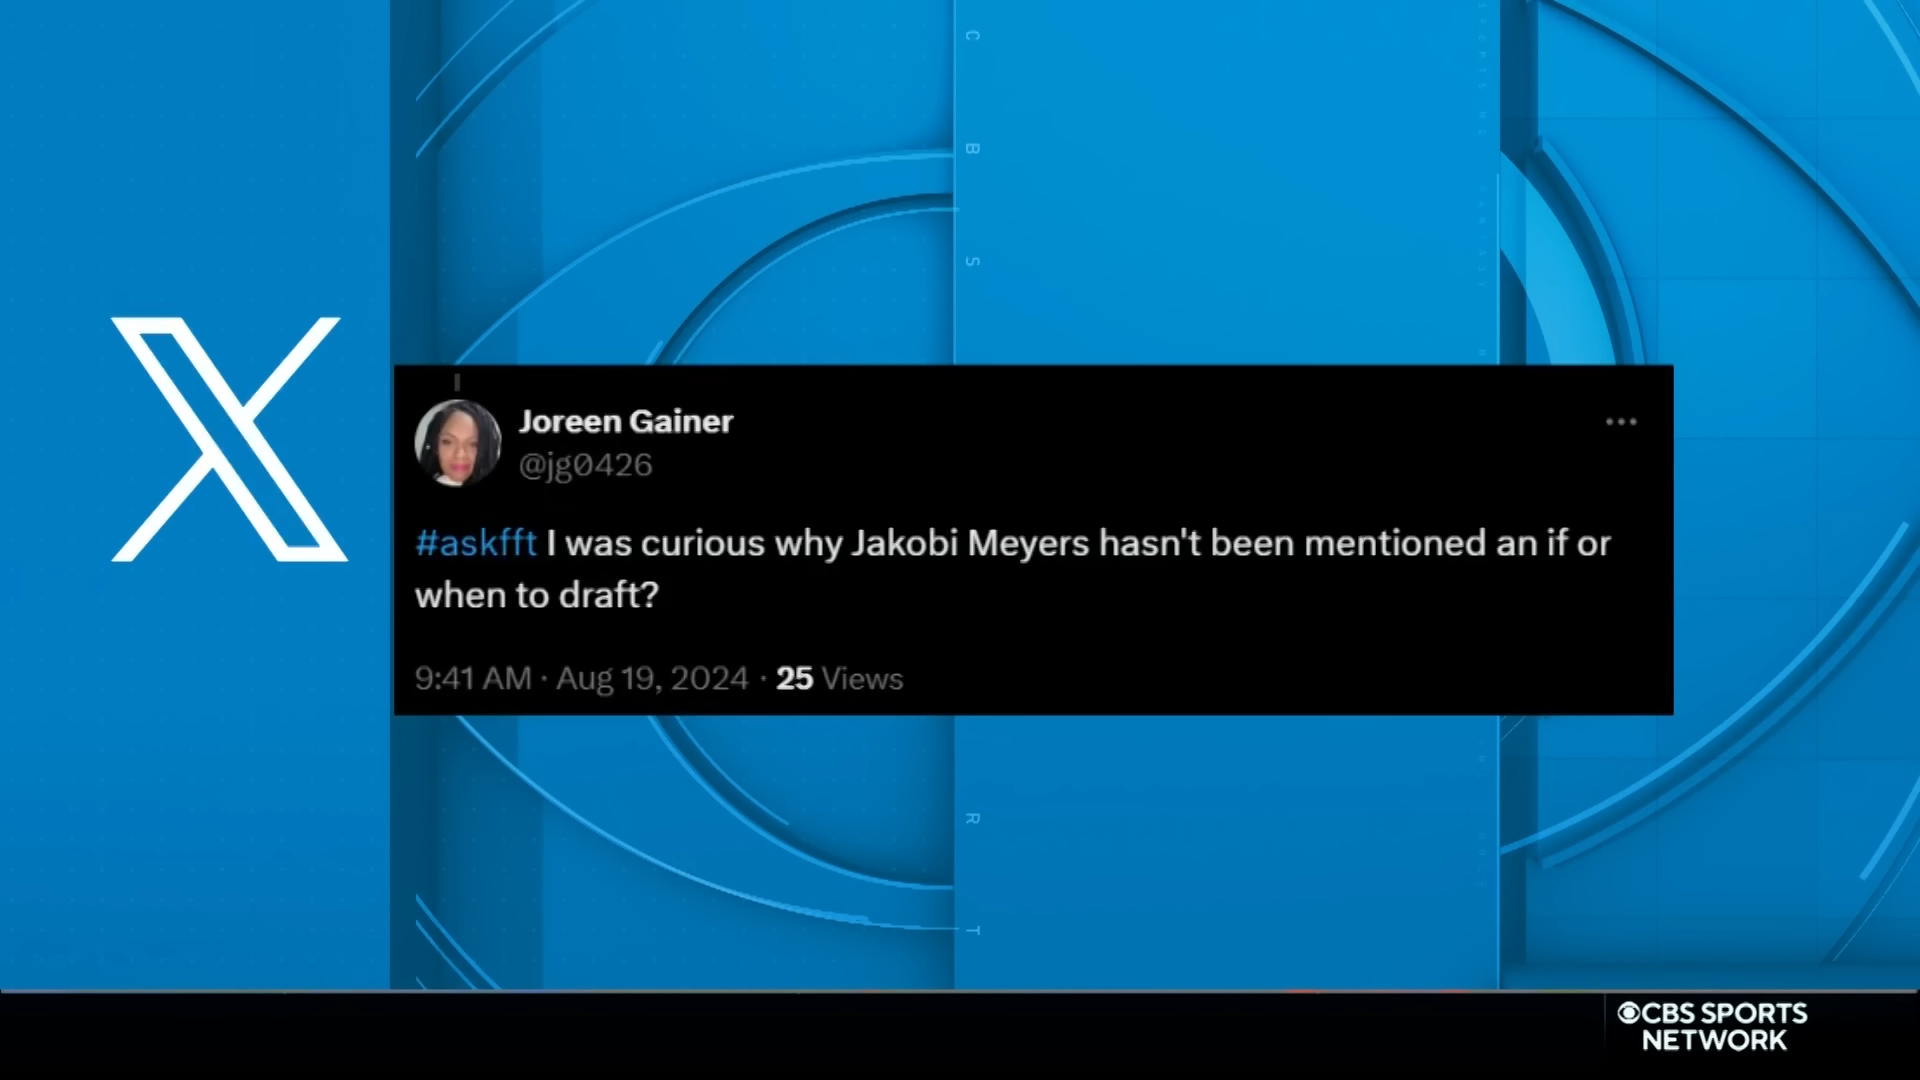 C
B
S
X
Joreen Gainer
@jg0426
#askfft I was curious why Jakobi Meyers hasn't been mentioned an if or
when to draft?
9:41 AM · Aug 19, 2024 · 25 Views
R
T
CBS SPORTS
NETWORK